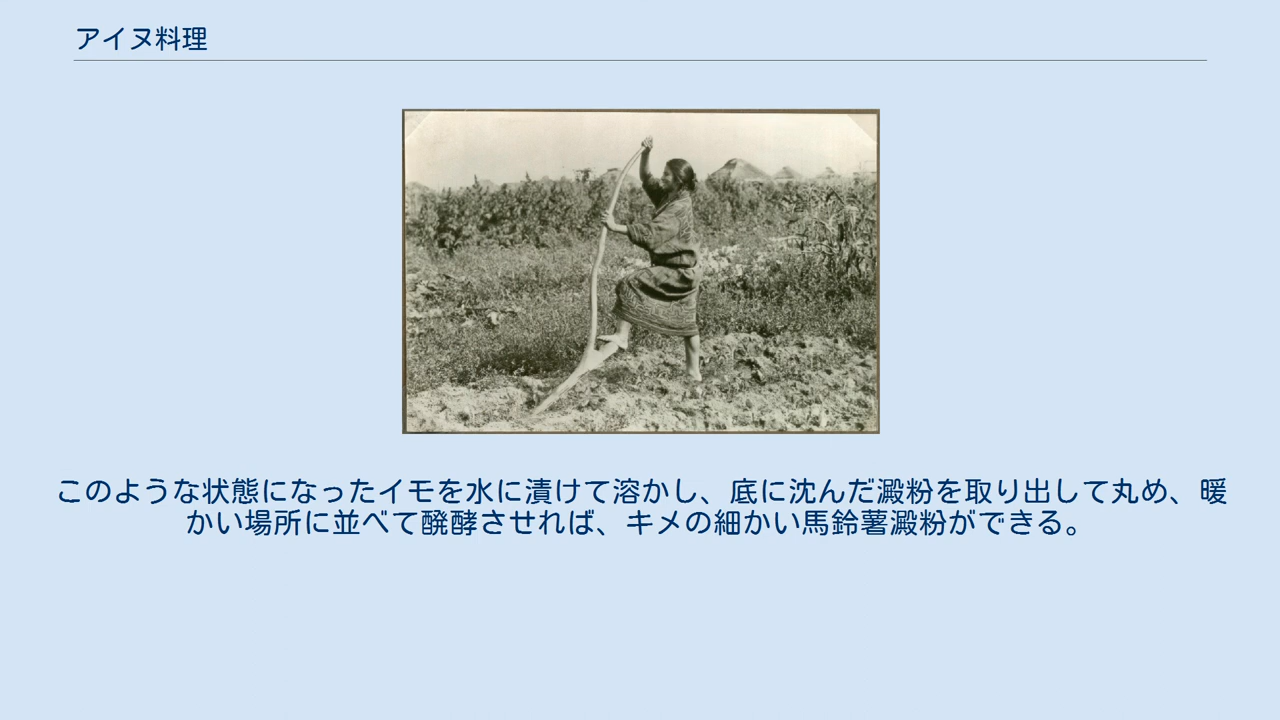 アイヌ料理
このような状態になったイモを水に漬けて溶かし、底に沈んだ澱粉を取り出して丸め、暖
かい場所に並べて醗酵させれば、キメの細かい馬鈴薯澱粉ができる。